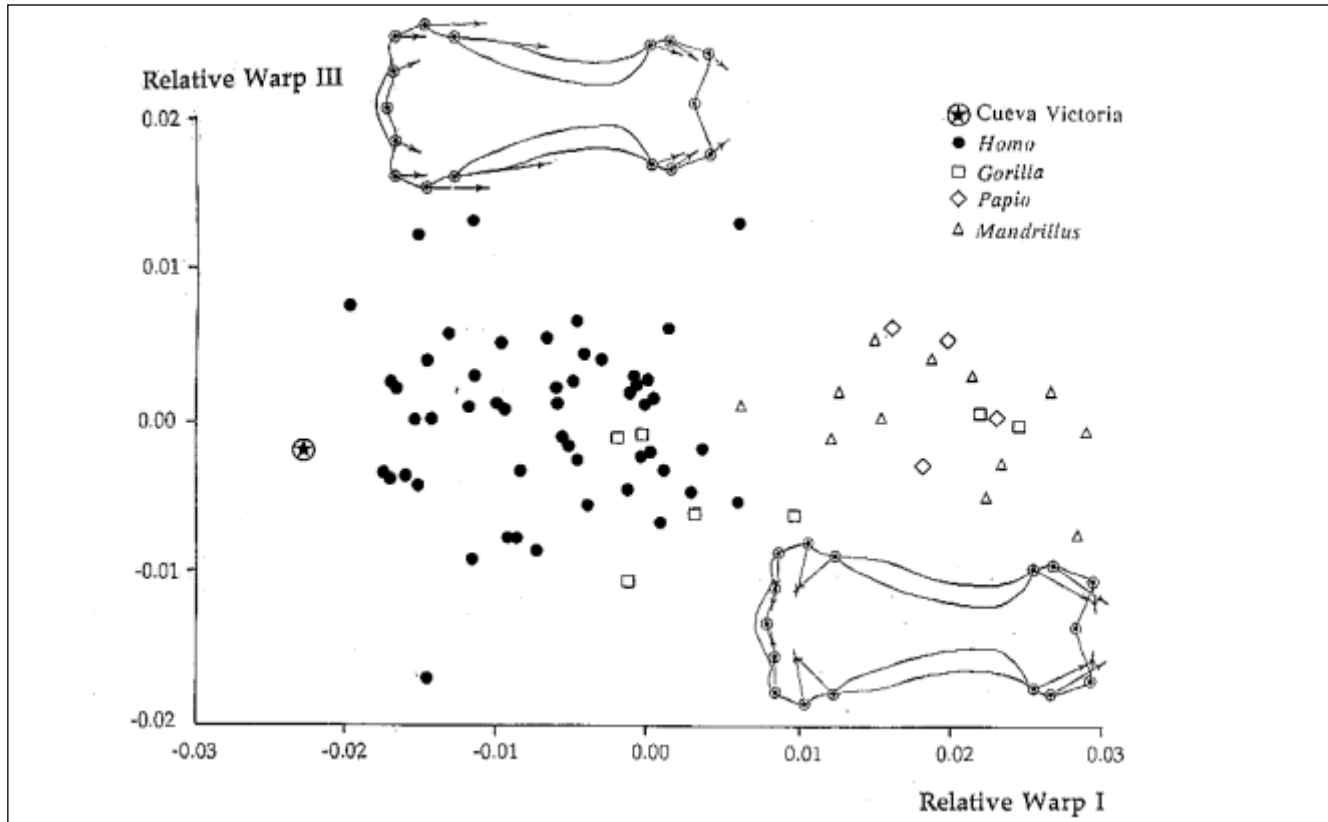 Relative Warp III
Cueva Victoria
Homo
Gorilla
Papio
Mandrillus
0.02
0.01
0.00
-0.01
-0.02
-0.03 -0.02 -0.01 0.00 0.01 0.02 0.03
Relative Warp I